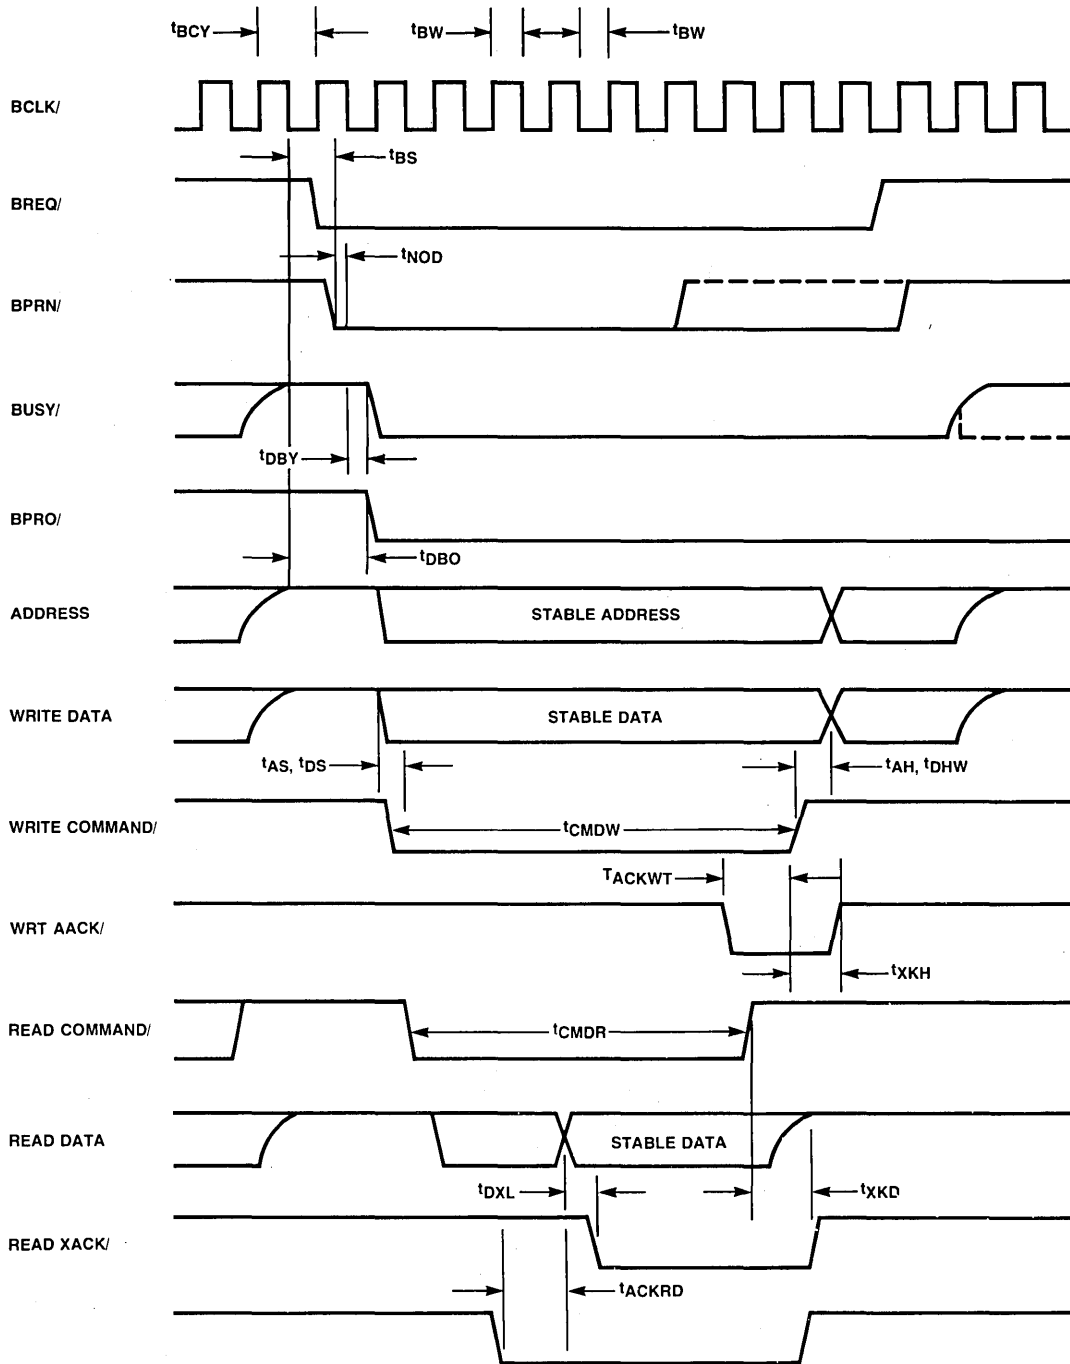 tBCY tBW tBW
BCLK/
tBS
BREQ/
tNOD
BPRN/
BUSY/
tDBY
BPRO/
tDBO
ADDRESS STABLE ADDRESS
WRITE DATA STABLE DATA
tAS, tDS tAH, tDHW
WRITE COMMAND/ tCMDW
TACKWT
WRT AACK/
tXKH
READ COMMAND/ tCMDR
READ DATA STABLE DATA
tDXL tXKD
READ XACK/
tACKRD